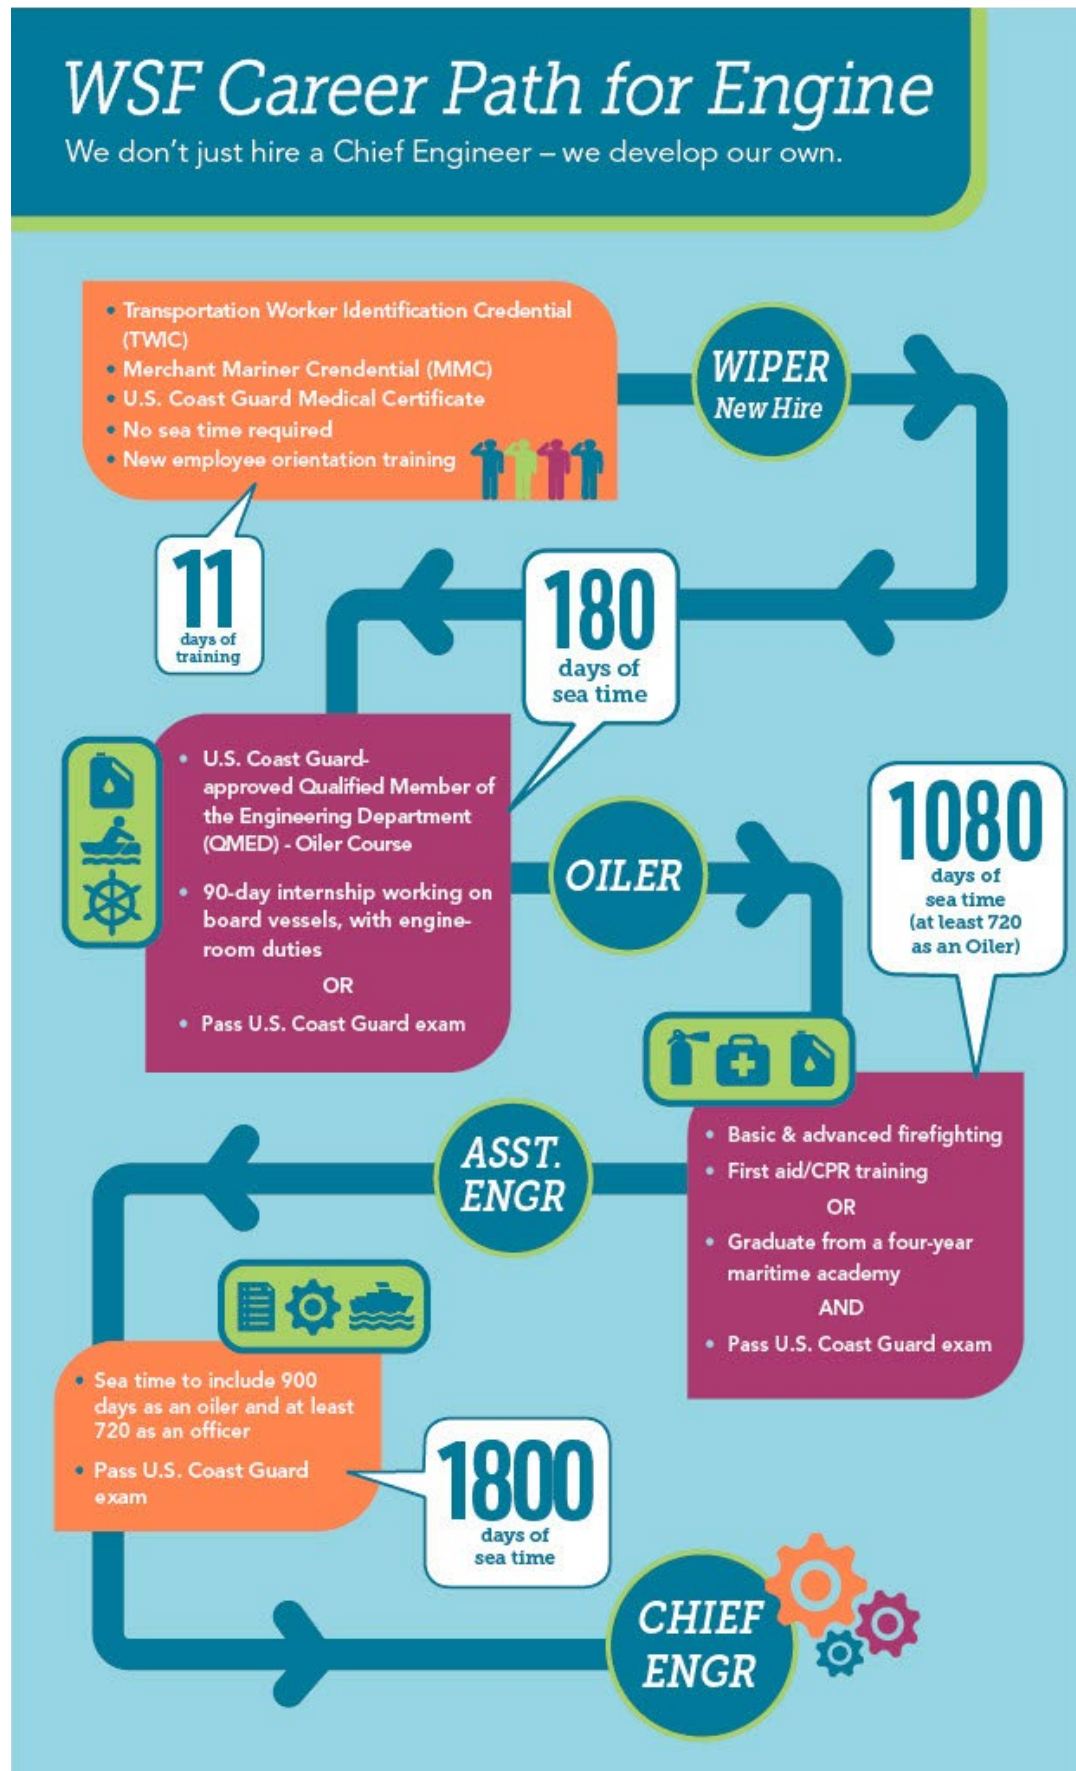 WSF Career Path for Engine
We don't just hire a Chief Engineer – we develop our own.
• Transportation Worker Identification Credential
(TWIC)
• Merchant Mariner Crendential (MMC)
• U.S. Coast Guard Medical Certificate
• No sea time required
• New employee orientation training
WIPER
New Hire
11
days of
training
180
days of
sea time
• U.S. Coast Guard-
approved Qualified Member of
the Engineering Department
(QMED) - Oiler Course
• 90-day internship working on
board vessels, with engine-
room duties
OR
• Pass U.S. Coast Guard exam
OILER
1080
days of
sea time
(at least 720
as an Oiler)
• Basic & advanced firefighting
• First aid/CPR training
OR
• Graduate from a four-year
maritime academy
AND
• Pass U.S. Coast Guard exam
ASST.
ENGR
• Sea time to include 900
days as an oiler and at least
720 as an officer
• Pass U.S. Coast Guard
exam
1800
days of
sea time
CHIEF
ENGR